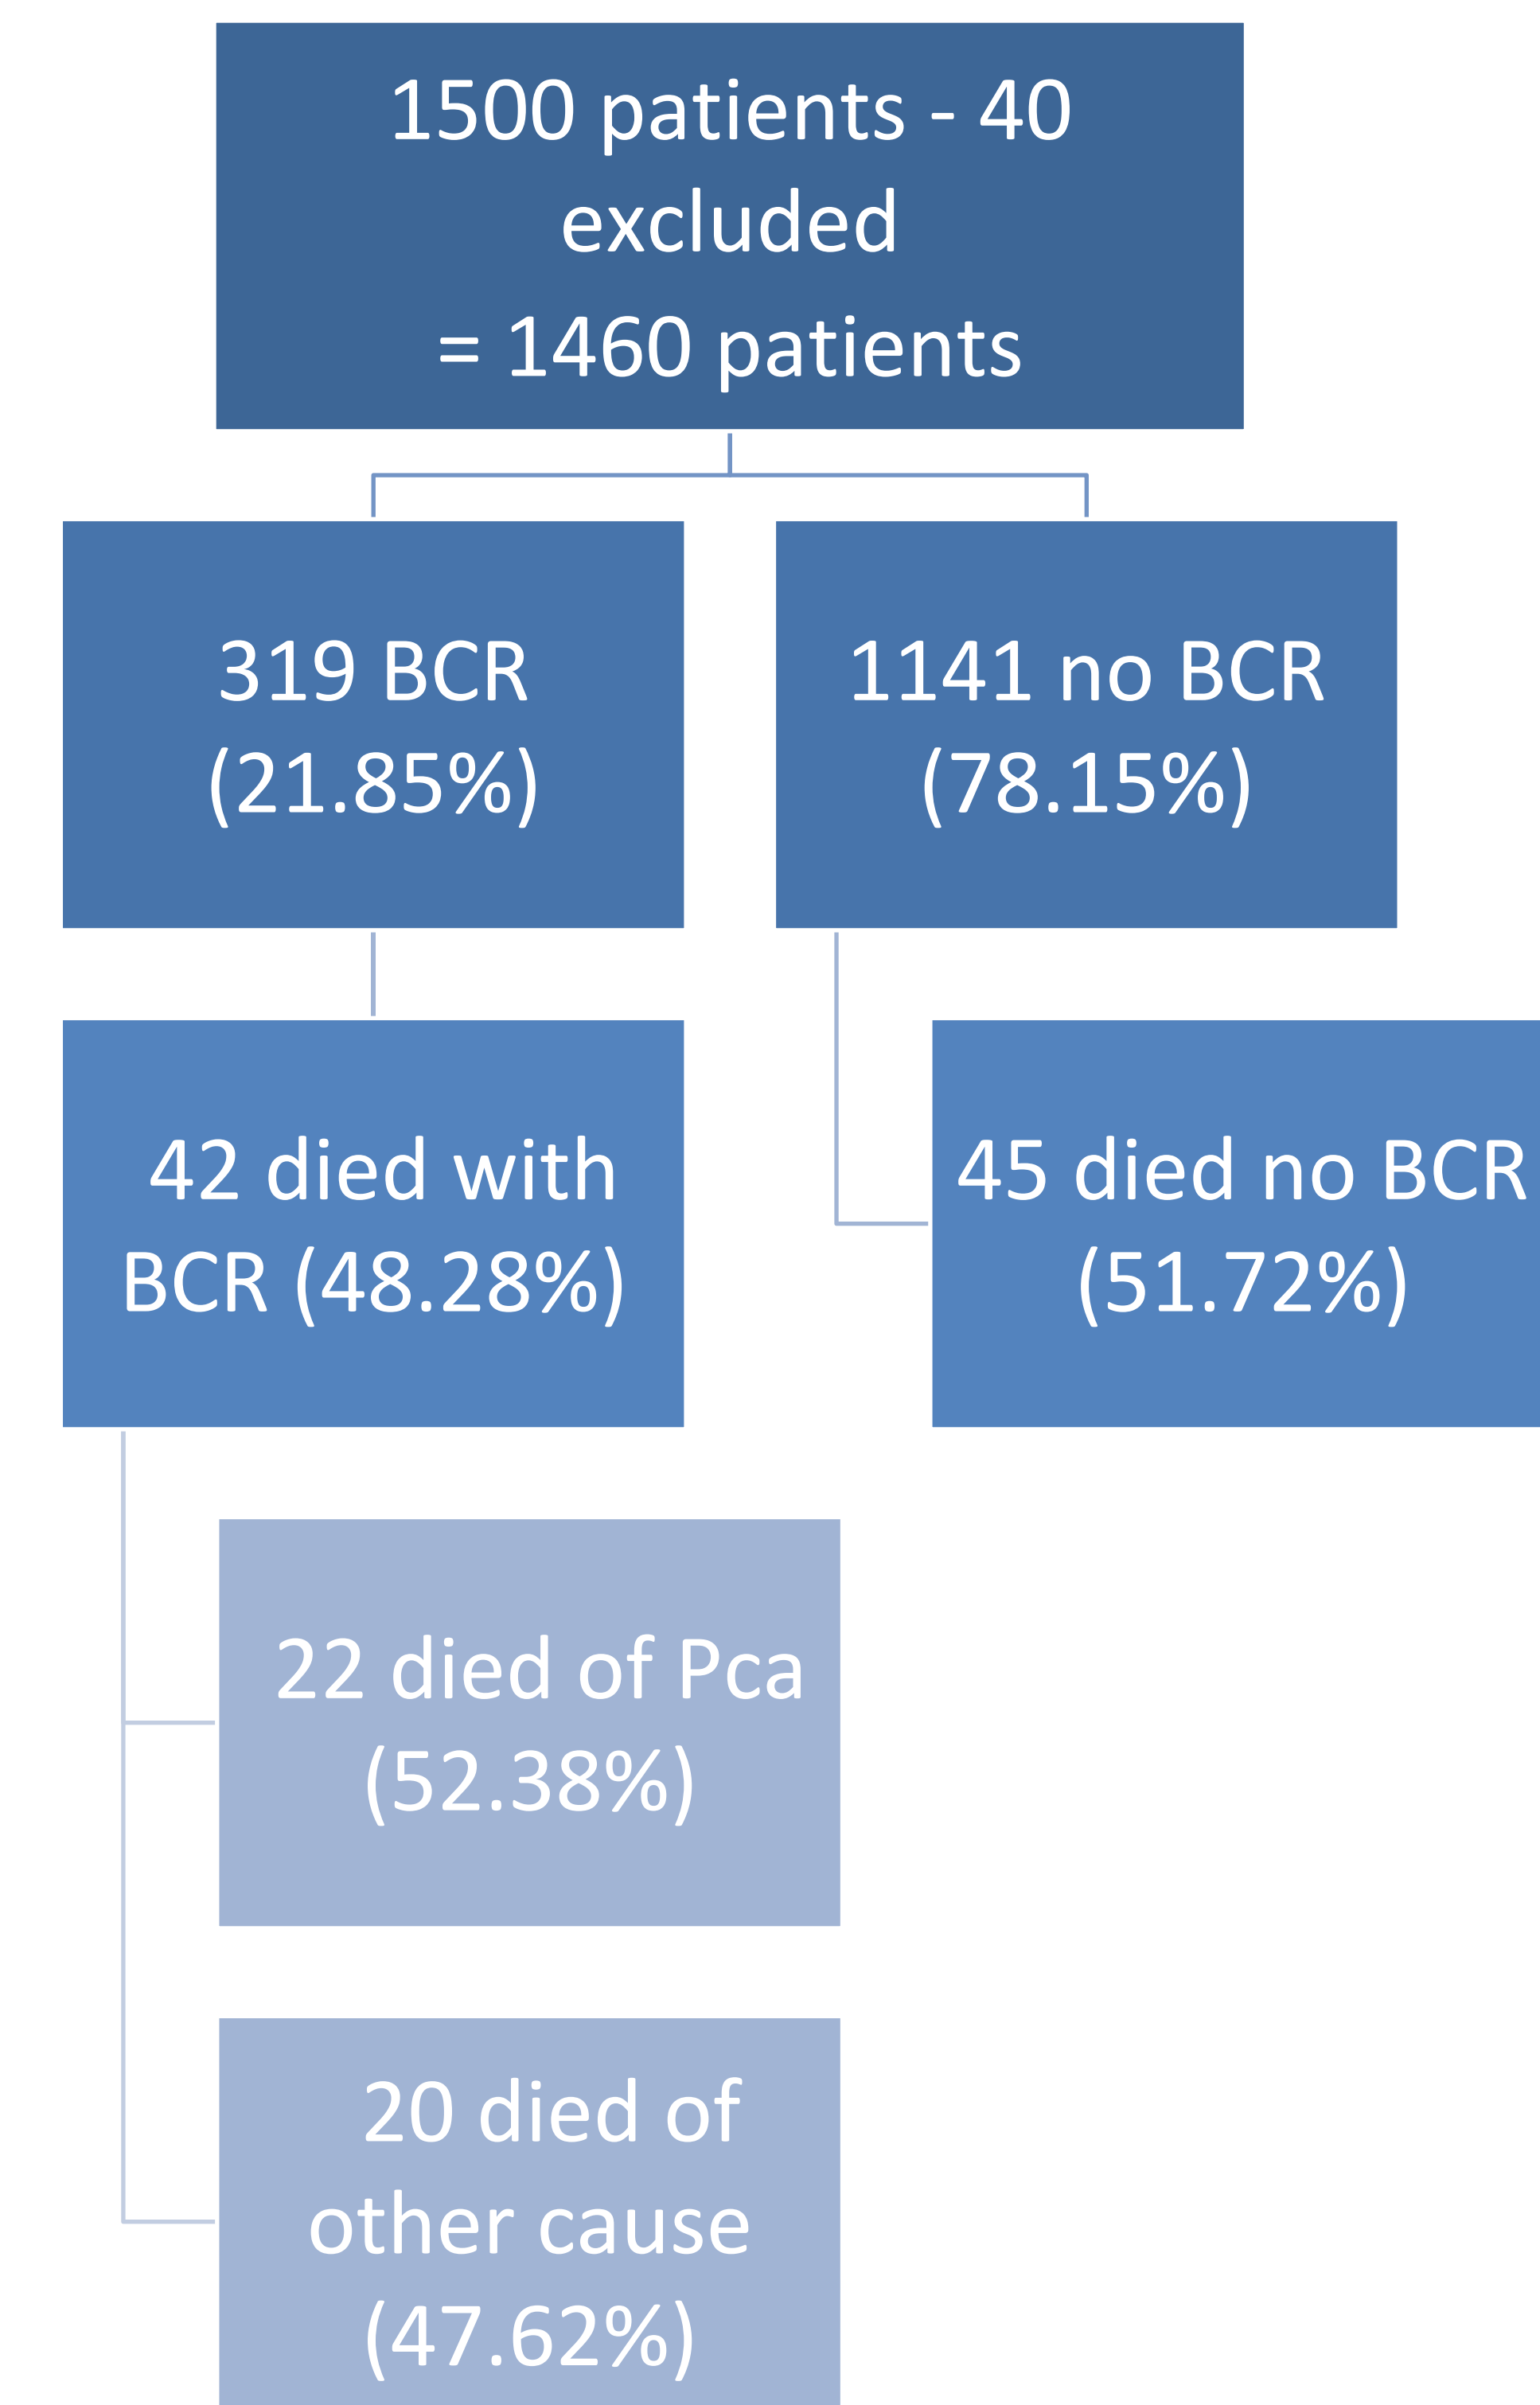 1500 patients - 40
excluded
= 1460 patients
319 BCR
(21.85%)
1141 no BCR
(78.15%)
42 died with
BCR (48.28%)
45 died no BCR
(51.72%)
22 died of Pca
(52.38%)
20 died of
other cause
(47.62%)